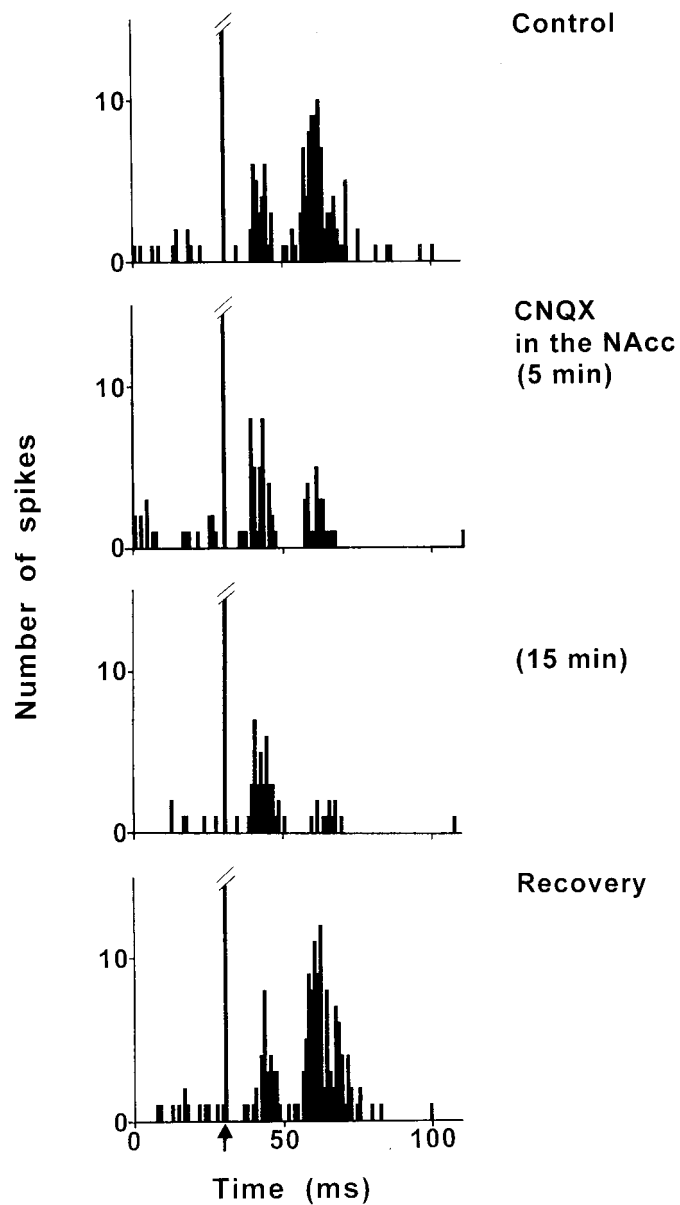 Control
10
0
CNQX
in the NAcc
(5 min)
10
0
(15 min)
10
0
Recovery
10
0
0
50
100
Time (ms)
Number of spikes